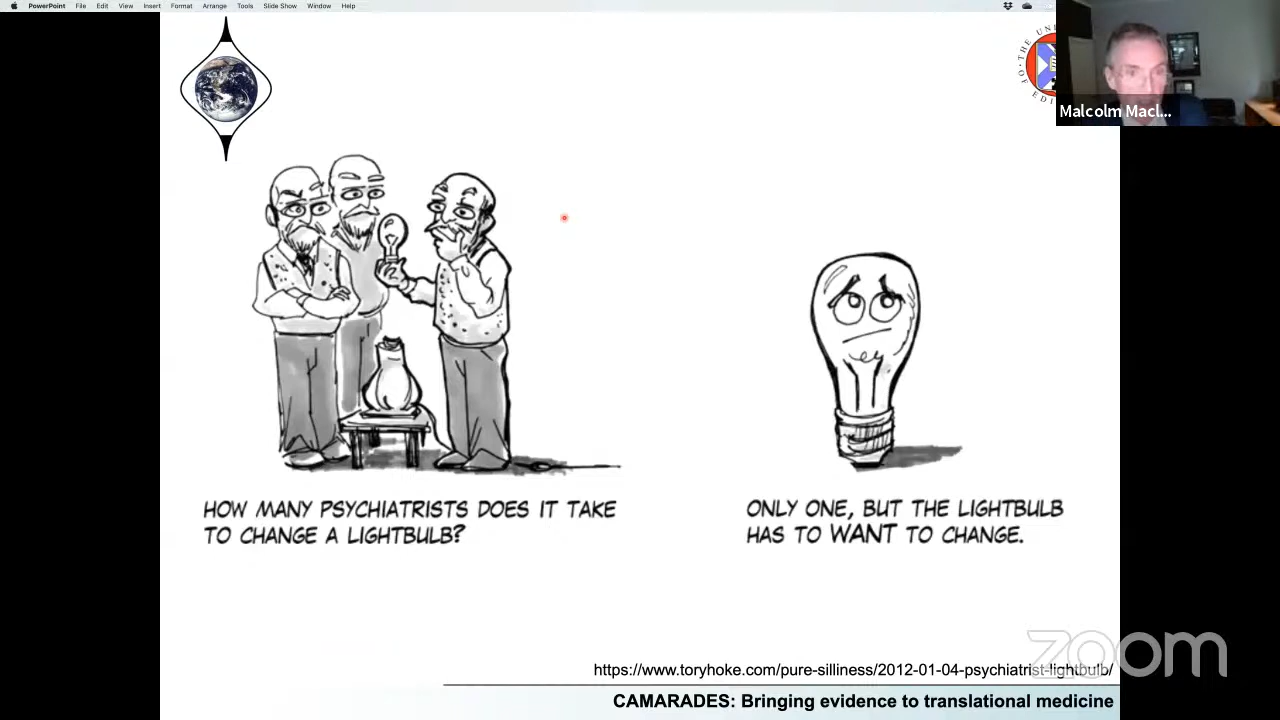 PowerPoint File Edit View Insert Format Arrange Tools Slide Show Window Help
Malcolm Macl...
HOW MANY PSYCHIATRISTS DOES IT TAKE
TO CHANGE A LIGHTBULB?
ONLY ONE, BUT THE LIGHTBULB
HAS TO WANT TO CHANGE.
zoom
https://www.toryhoke.com/pure-silliness/2012-01-04-psychiatrist-lightbulb/
CAMARADES: Bringing evidence to translational medicine